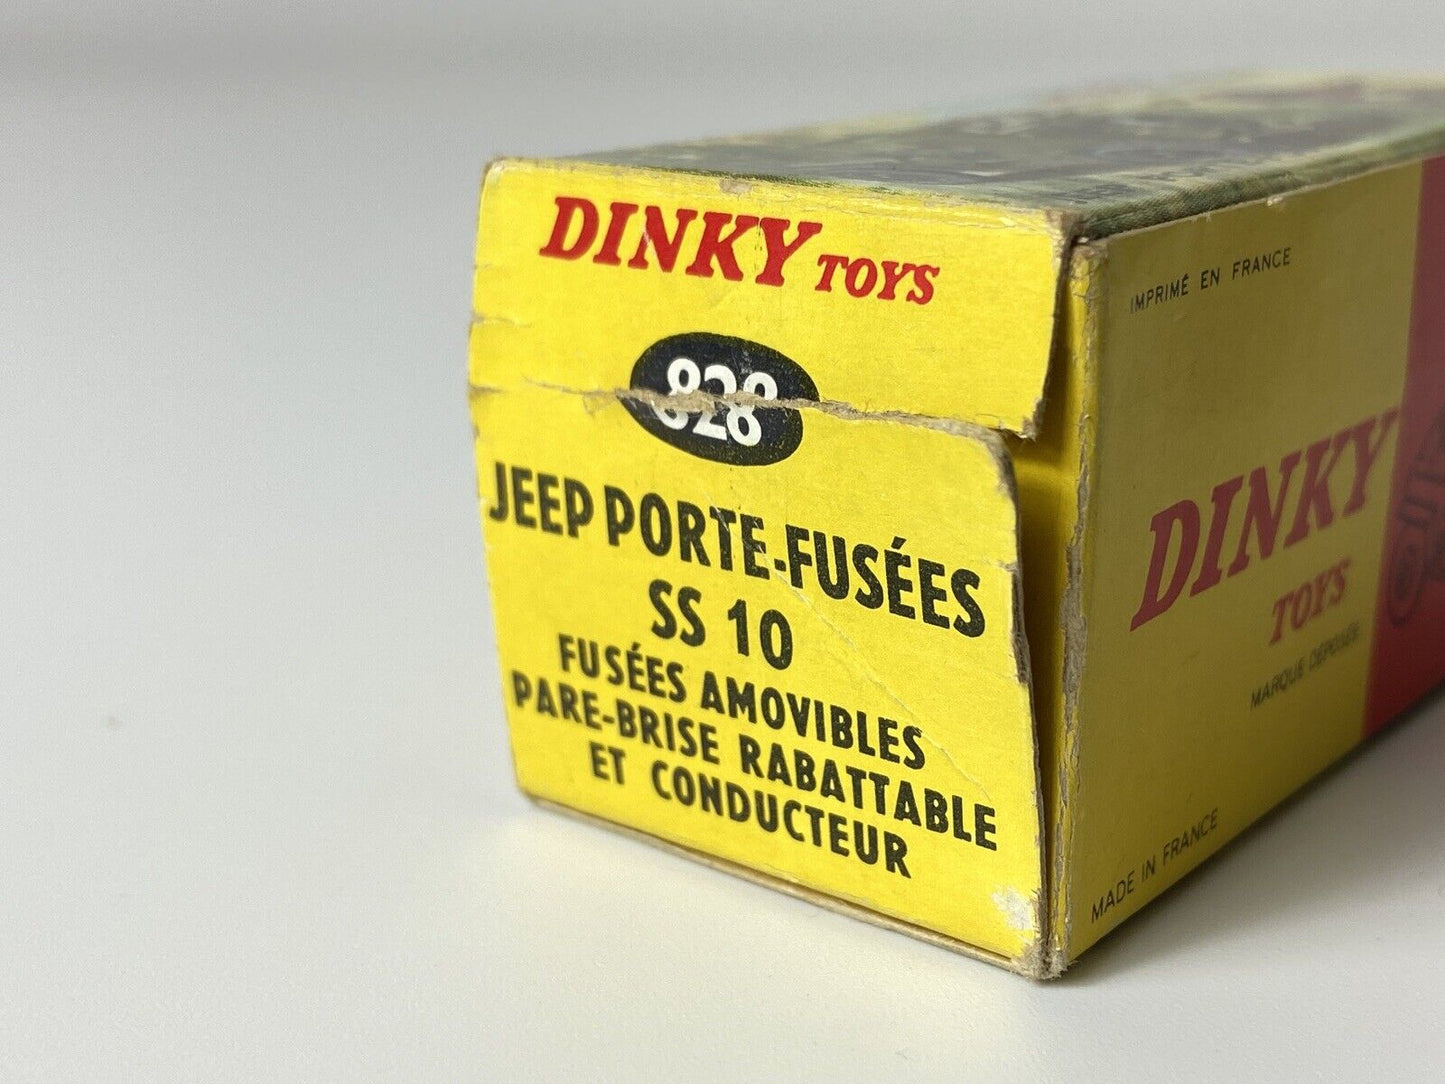 DINKY TOYS
828
JEEP PORTE-FUSÉES
SS 10
FUSÉES AMOVIBLES
PARE-BRISE RABATTABLE
ET CONDUCTEUR
IMPRIMÉ EN FRANCE
DINKY
TOYS
MARQUE DÉPOSÉE
MADE IN FRANCE